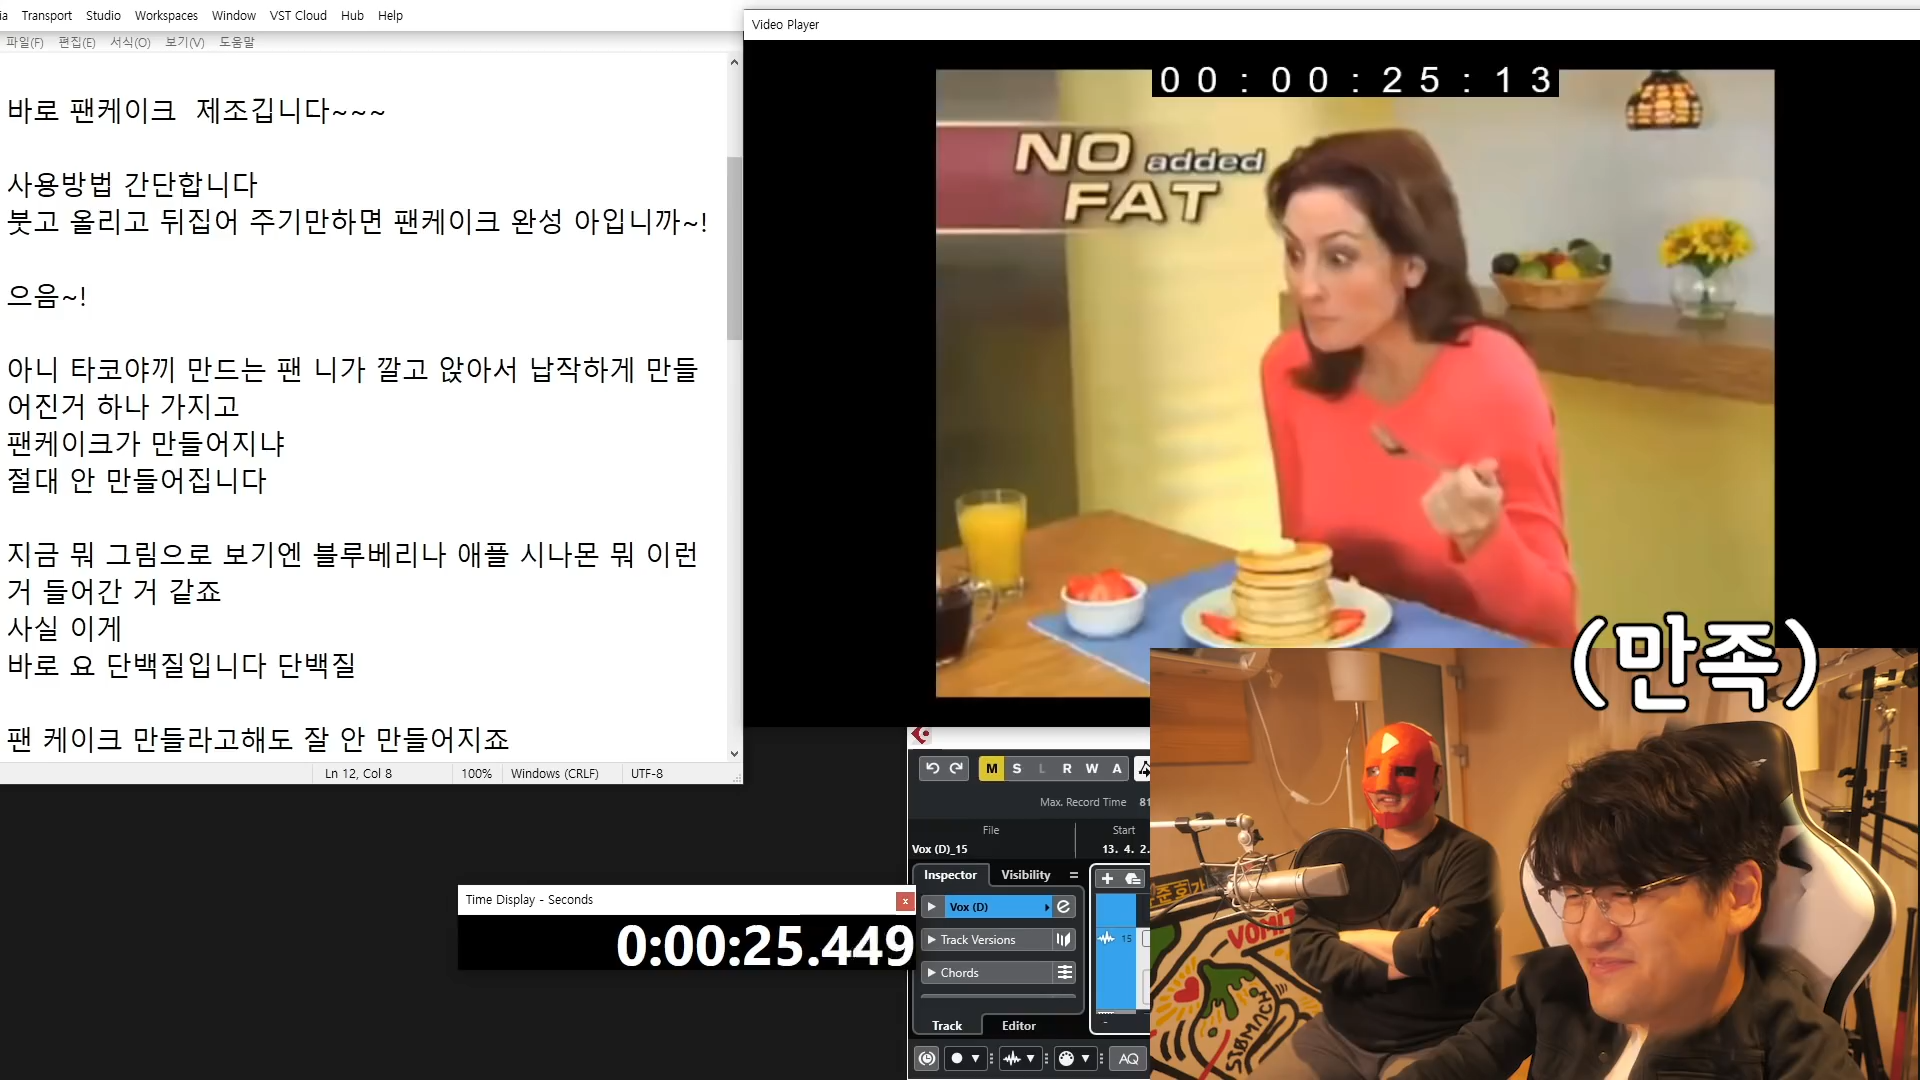 Transport Studio Workspaces Window VST Cloud Hub Help
파일(F) 편집(E) 서식(O) 보기(V) 도움말
바로 팬케이크  제조깁니다~~~
사용방법 간단합니다
붓고 올리고 뒤집어 주기만하면 팬케이크 완성 아입니까~!
으음~!
아니 타코야끼 만드는 팬 니가 깔고 앉아서 납작하게 만들
어진거 하나 가지고
팬케이크가 만들어지냐
절대 안 만들어집니다
지금 뭐 그림으로 보기엔 블루베리나 애플 시나몬 뭐 이런
거 들어간 거 같죠
사실 이게
바로 요 단백질입니다 단백질
팬 케이크 만들라고해도 잘 안 만들어지죠
Ln 12, Col 8 100% Windows (CRLF) UTF-8
Video Player
00:00:25:13
NO added
FAT
(만족)
Time Display - Seconds x
0:00:25.449
M S L R W A
Max. Record Time 81
File Start
Vox (D)_15 13. 4. 2.
Inspector Visibility
Vox (D) e
Track Versions
Chords
15
Track Editor
AQ
VOMIT
STOMACH